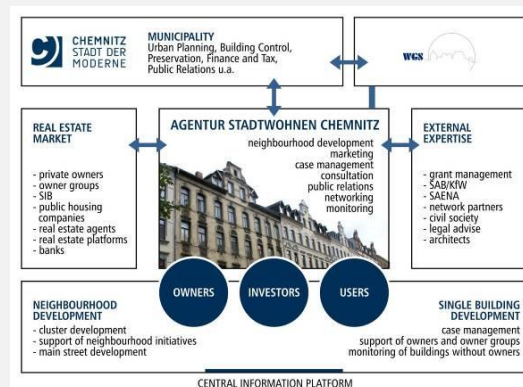 CHEMNITZ
STADT DER
MODERNE
MUNICIPALITY
Urban Planning, Building Control,
Preservation, Finance and Tax,
Public Relations u.a.
WGS
REAL ESTATE
MARKET
- private owners
- owner groups
- SIB
- public housing
companies
- real estate agents
- real estate platforms
- banks
AGENTUR STADTWOHNEN CHEMNITZ
neighbourhood development
marketing
case management
consultation
public relations
networking
monitoring
EXTERNAL
EXPERTISE
- grant management
- SAB/KfW
- SAENA
- network partners
- civil society
- legal advise
- architects
OWNERS
INVESTORS
USERS
NEIGHBOURHOOD
DEVELOPMENT
- cluster development
- support of neighbourhood initiatives
- main street development
SINGLE BUILDING
DEVELOPMENT
case management
support of owners and owner groups
monitoring of buildings without owners
CENTRAL INFORMATION PLATFORM